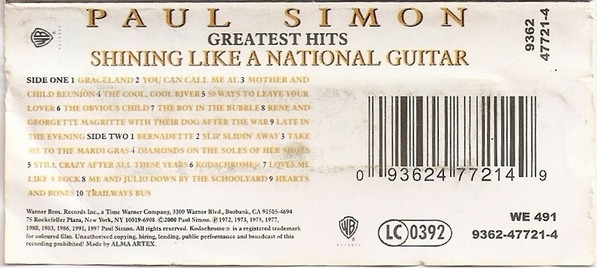 PAUL SIMON
GREATEST HITS
SHINING LIKE A NATIONAL GUITAR
9362
47721-4
SIDE ONE 1 GRACELAND 2 YOU CAN CALL ME AL 3 MOTHER AND
CHILD REUNION 4 THE COOL, COOL RIVER 5 50 WAYS TO LEAVE YOUR
LOVER 6 THE OBVIOUS CHILD 7 THE BOY IN THE BUBBLE 8 RENE AND
GEORGETTE MAGRITTE WITH THEIR DOG AFTER THE WAR 9 LATE IN
THE EVENING SIDE TWO 1 BERNADETTE 2 SLIP SLIDIN' AWAY 3 TAKE
ME TO THE MARDI GRAS 4 DIAMONDS ON THE SOLES OF HER SHOES
5 STILL CRAZY AFTER ALL THESE YEARS 6 KODACHROME® 7 LOVES ME
LIKE A ROCK 8 ME AND JULIO DOWN BY THE SCHOOLYARD 9 HEARTS
AND BONES 10 TRAILWAYS BUS
0 93624 77214 9
Warner Bros. Records Inc., a Time Warner Company, 3300 Warner Blvd., Burbank, CA 91505-4694
75 Rockefeller Plaza, New York, NY 10019-6908. ©2000 Paul Simon. ℗1972, 1973, 1975, 1977,
1980, 1983, 1986, 1991, 1997 Paul Simon. All rights reserved. Kodachrome® is a registered trademark
for coloured film. Unauthorised copying, hiring, lending, public performance and broadcast of this
recording prohibited! Made by ALMA ARTEX.
LC 0392
WE 491
9362-47721-4